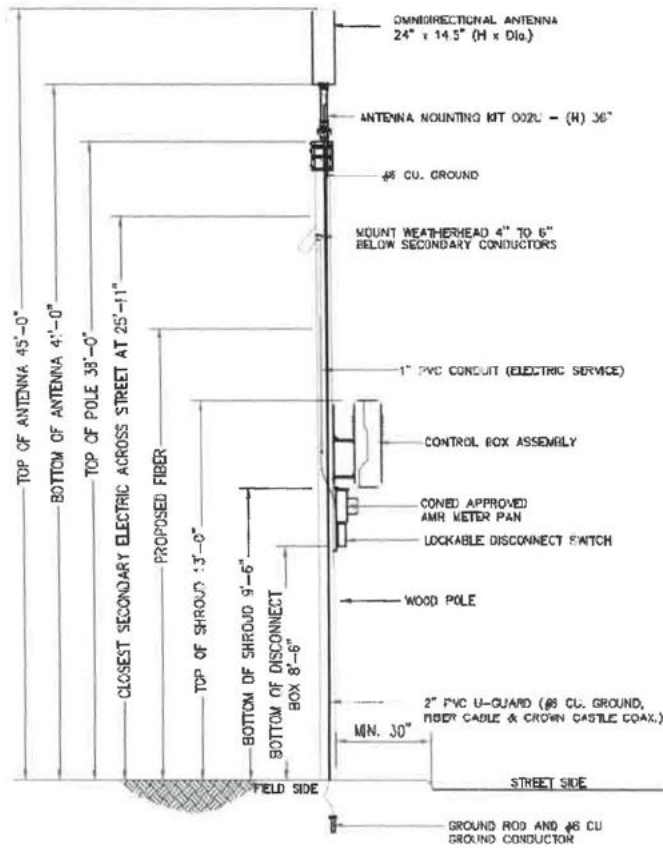 OMNIDIRECTIONAL ANTENNA
24" x 14.5" (H x Dia.)
ANTENNA MOUNTING KIT 002U - (H) 36"
#6 CU. GROUND
MOUNT WEATHERHEAD 4" TO 6"
BELOW SECONDARY CONDUCTORS
1" PVC CONDUIT (ELECTRIC SERVICE)
CONTROL BOX ASSEMBLY
CONED APPROVED
AMR METER PAN
LOCKABLE DISCONNECT SWITCH
WOOD POLE
2" PVC U-GUARD (#6 CU. GROUND,
FIBER CABLE & CROWN CASTLE COAX.)
MIN. 30"
STREET SIDE
FIELD SIDE
GROUND ROD AND #6 CU
GROUND CONDUCTOR
TOP OF ANTENNA 45'-0"
BOTTOM OF ANTENNA 41'-0"
TOP OF POLE 38'-0"
CLOSEST SECONDARY ELECTRIC ACROSS STREET AT 25'-11"
PROPOSED FIBER
TOP OF SHROUD 13'-0"
BOTTOM OF SHROUD 9'-6"
BOTTOM OF DISCONNECT
BOX 8'-6"